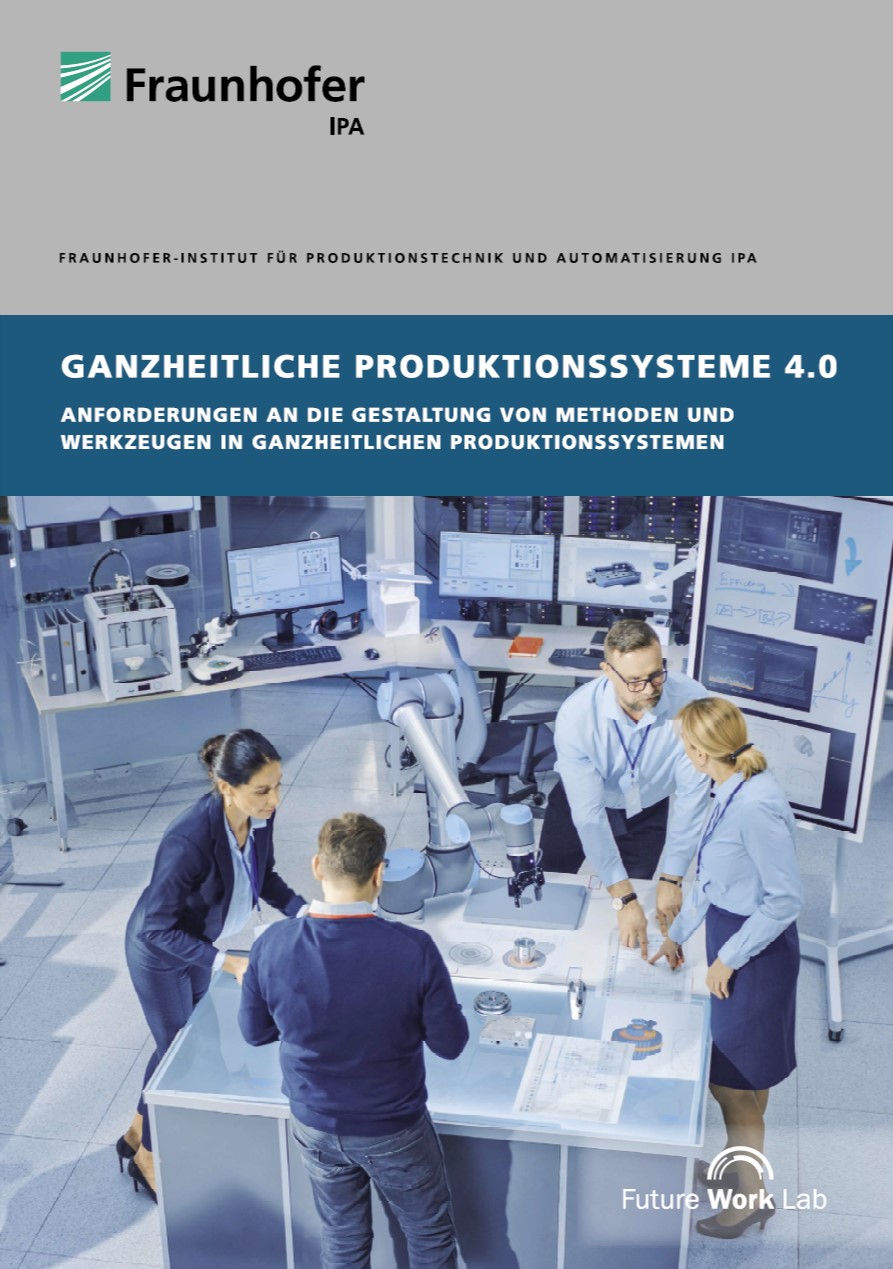 Fraunhofer
IPA
FRAUNHOFER-INSTITUT FÜR PRODUKTIONSTECHNIK UND AUTOMATISIERUNG IPA
GANZHEITLICHE PRODUKTIONSSYSTEME 4.0
ANFORDERUNGEN AN DIE GESTALTUNG VON METHODEN UND
WERKZEUGEN IN GANZHEITLICHEN PRODUKTIONSSYSTEMEN
Future Work Lab